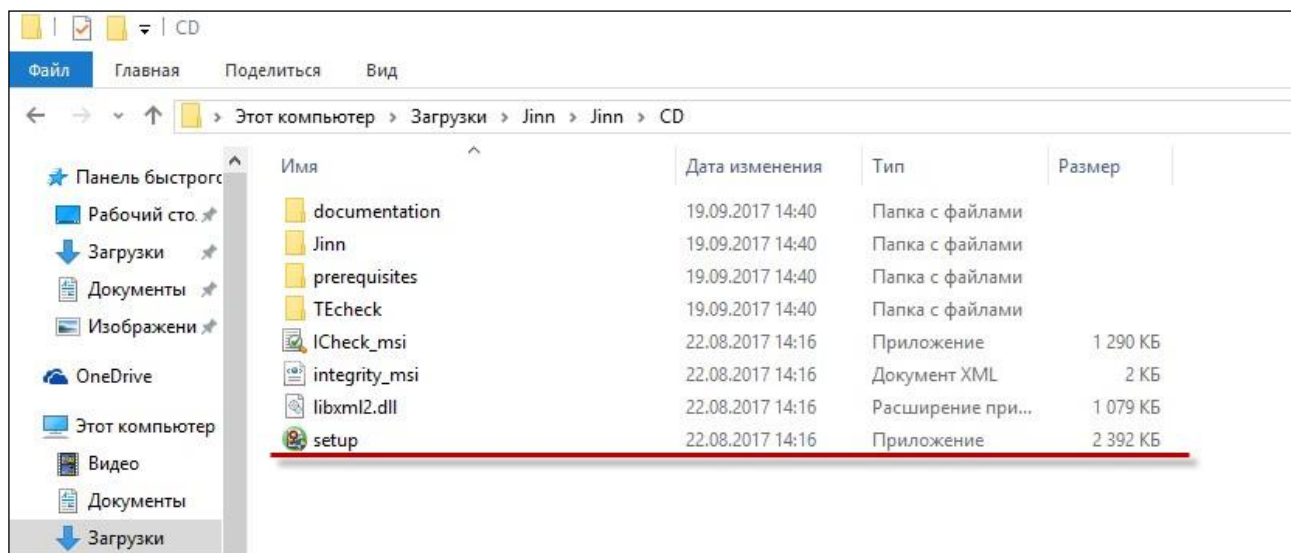 CD
Файл Главная Поделиться Вид
Этот компьютер > Загрузки > Jinn > Jinn > CD
Имя Дата изменения Тип Размер
Панель быстрого
Рабочий сто.
Загрузки
Документы
Изображени
OneDrive
Этот компьютер
Видео
Документы
Загрузки
documentation 19.09.2017 14:40 Папка с файлами
Jinn 19.09.2017 14:40 Папка с файлами
prerequisites 19.09.2017 14:40 Папка с файлами
TEcheck 19.09.2017 14:40 Папка с файлами
ICheck_msi 22.08.2017 14:16 Приложение 1 290 КБ
integrity_msi 22.08.2017 14:16 Документ XML 2 КБ
libxml2.dll 22.08.2017 14:16 Расширение при... 1 079 КБ
setup 22.08.2017 14:16 Приложение 2 392 КБ